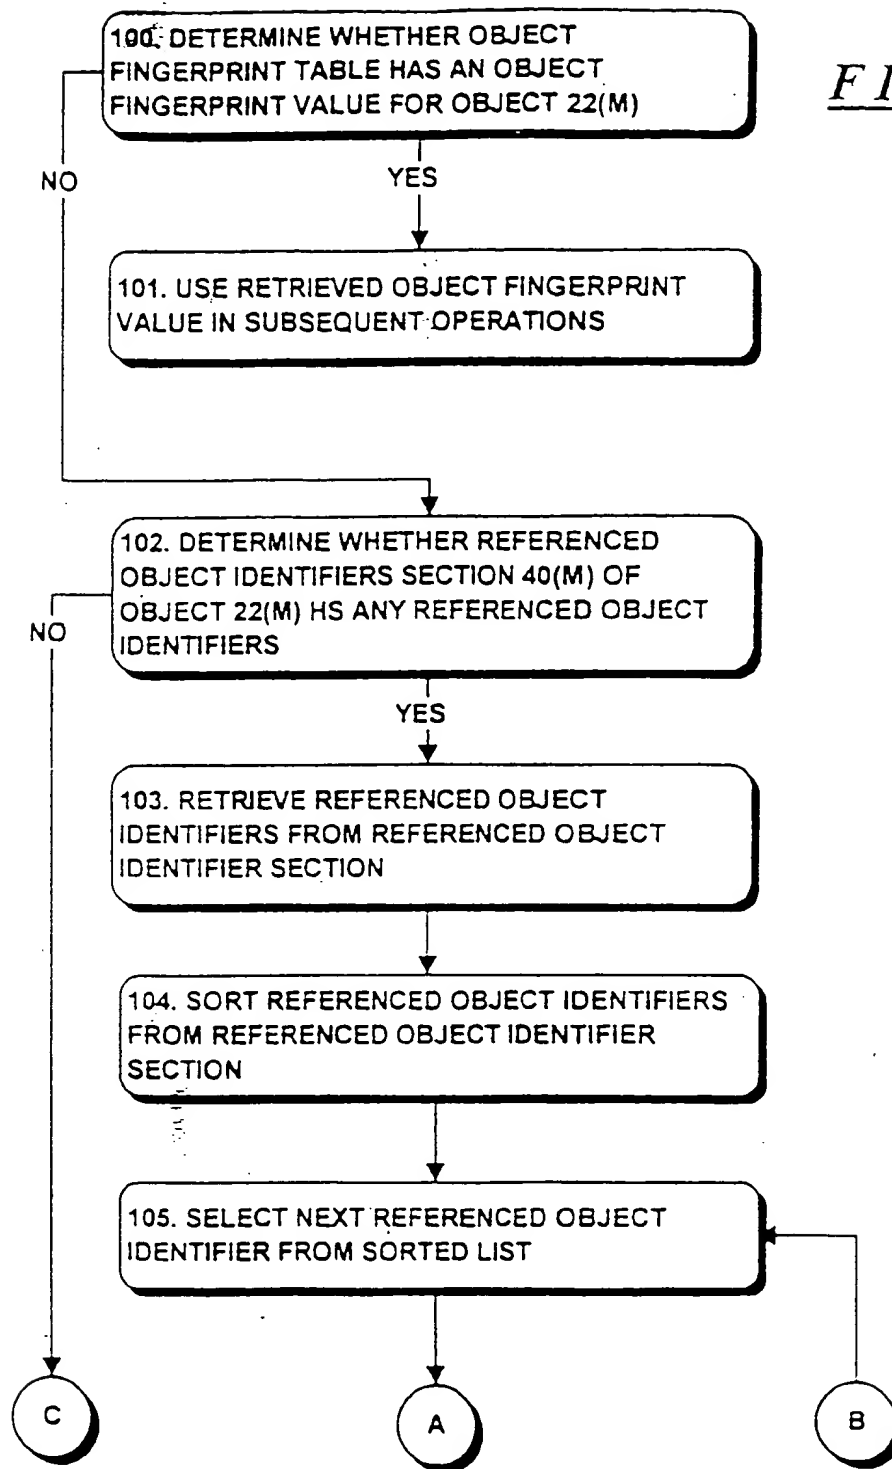 100. DETERMINE WHETHER OBJECT
FINGERPRINT TABLE HAS AN OBJECT
FINGERPRINT VALUE FOR OBJECT 22(M)
F I
NO
YES
101. USE RETRIEVED OBJECT FINGERPRINT
VALUE IN SUBSEQUENT OPERATIONS
102. DETERMINE WHETHER REFERENCED
OBJECT IDENTIFIERS SECTION 40(M) OF
OBJECT 22(M) HS ANY REFERENCED OBJECT
IDENTIFIERS
NO
YES
103. RETRIEVE REFERENCED OBJECT
IDENTIFIERS FROM REFERENCED OBJECT
IDENTIFIER SECTION
104. SORT REFERENCED OBJECT IDENTIFIERS
FROM REFERENCED OBJECT IDENTIFIER
SECTION
105. SELECT NEXT REFERENCED OBJECT
IDENTIFIER FROM SORTED LIST
C
A
B